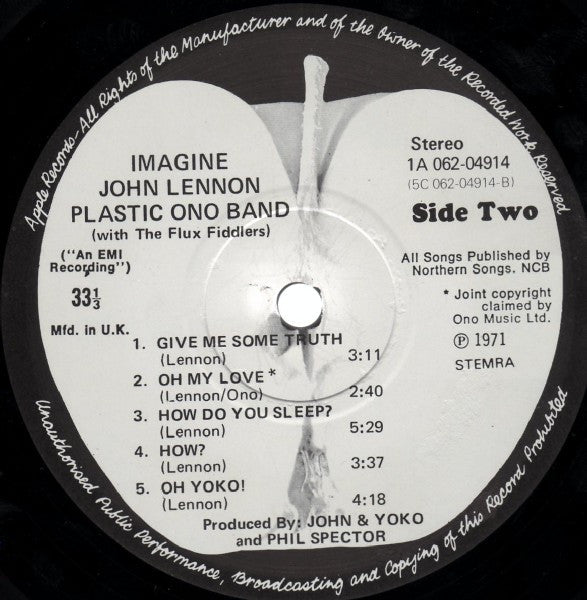 Apple Records-All Rights of the Manufacturer and of the Owner of the Recorded Work Reserved
IMAGINE
JOHN LENNON
PLASTIC ONO BAND
(with The Flux Fiddlers)
("An EMI
Recording")
33⅓
Mfd. in U.K.
Stereo
1A 062-04914
(5C 062-04914-B)
Side Two
All Songs Published by
Northern Songs. NCB
* Joint copyright
claimed by
Ono Music Ltd.
Ⓟ 1971
STEMRA
1. GIVE ME SOME TRUTH
(Lennon) 3:11
2. OH MY LOVE*
(Lennon/Ono) 2:40
3. HOW DO YOU SLEEP?
(Lennon) 5:29
4. HOW?
(Lennon) 3:37
5. OH YOKO!
(Lennon) 4:18
Produced By: JOHN & YOKO
and PHIL SPECTOR
Unauthorised Public Performance, Broadcasting and Copying of this Record Prohibited